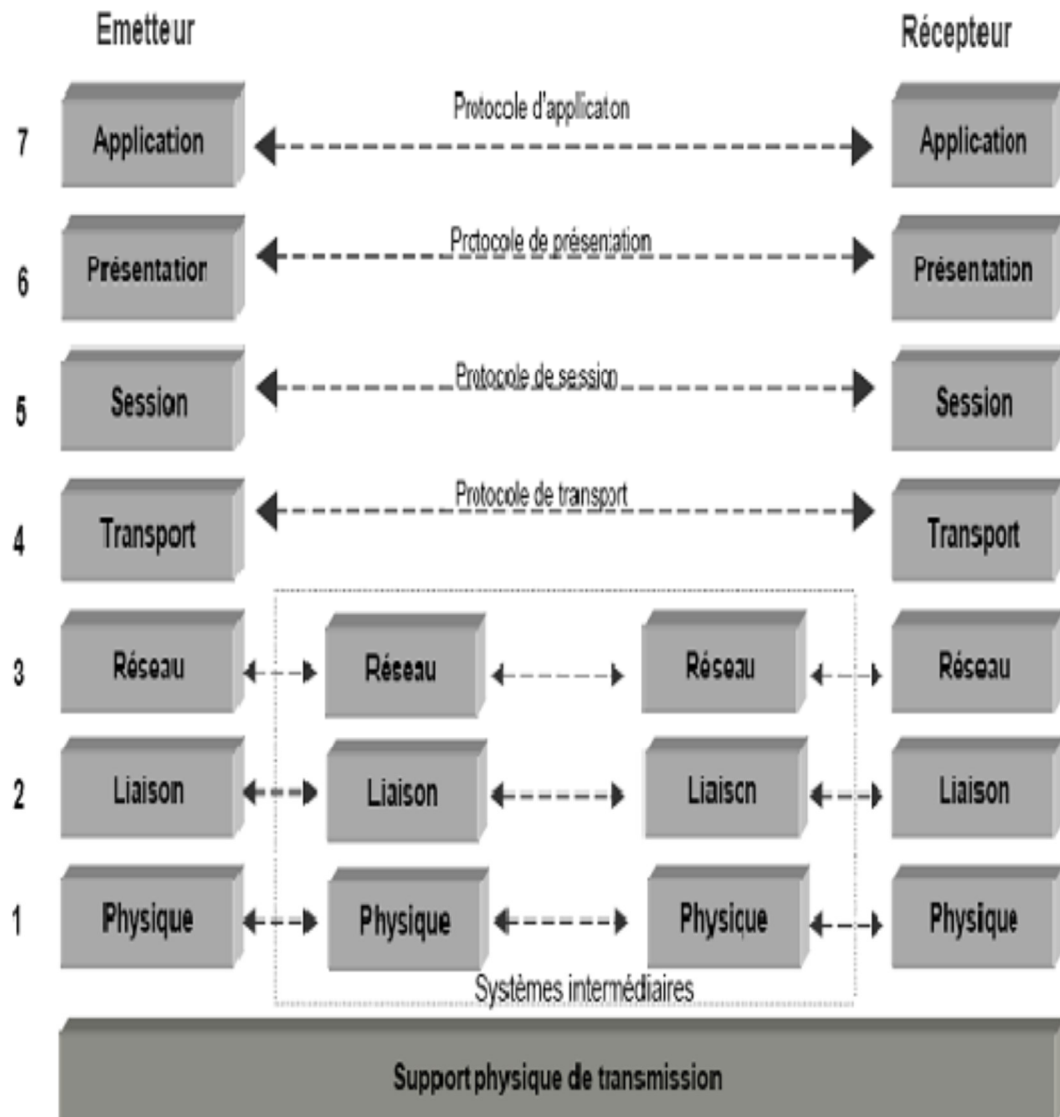 Emetteur Récepteur
Protocole d'applicaton
7 Application Application
Prctocole de présentation
6 Présentation Présentation
Protocole de session
5 Session Session
Protocole de transport
4 Transport Transport
3 Réseau Réseau Réseau Réseau
2 Liaison Liaison Liaiscn Liaison
1 Physique Physique Physique Physique
Systèmes intermédiaires
Support physique de transmission